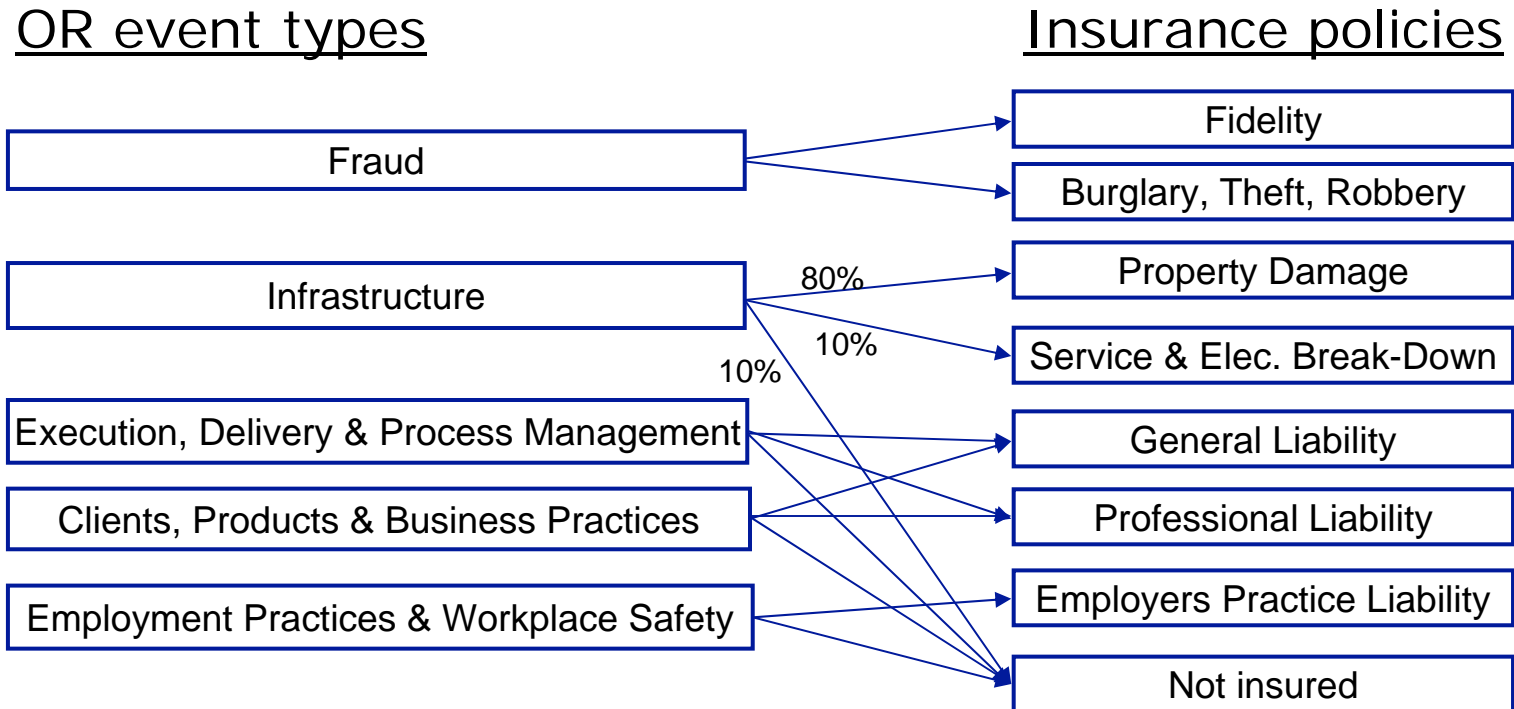 OR event types
Insurance policies
Fraud
Fidelity
Burglary, Theft, Robbery
Infrastructure
80%
Property Damage
10%
Service & Elec. Break-Down
10%
Execution, Delivery & Process Management
General Liability
Clients, Products & Business Practices
Professional Liability
Employment Practices & Workplace Safety
Employers Practice Liability
Not insured